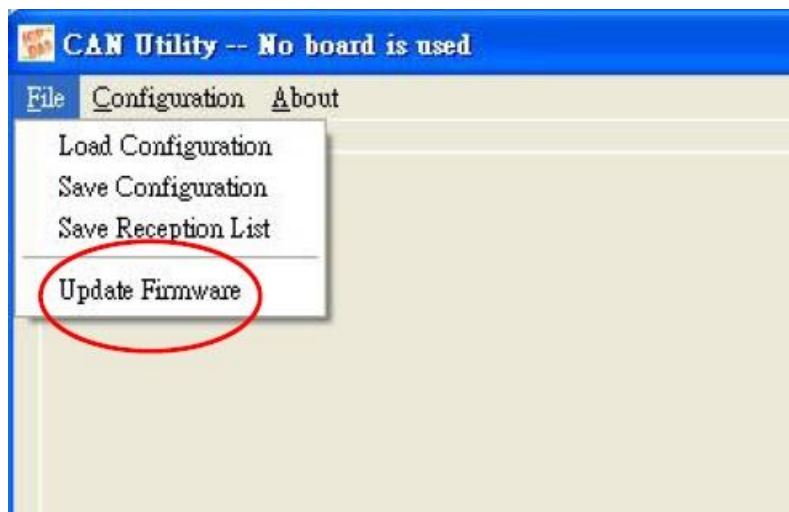 CAN Utility -- No board is used
File Configuration About
Load Configuration
Save Configuration
Save Reception List
Update Firmware